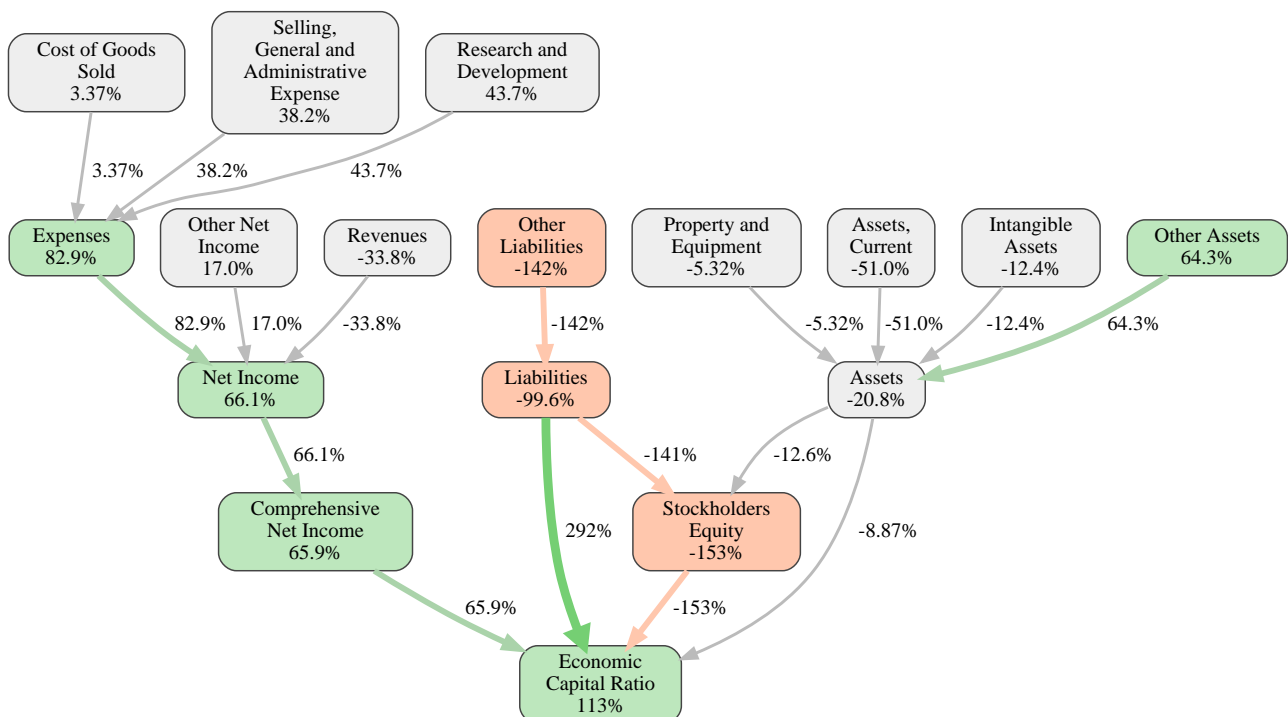 Cost of Goods
Sold
3.37%
Selling,
General and
Administrative
Expense
38.2%
Research and
Development
43.7%
3.37%
38.2%
43.7%
Expenses
82.9%
Other Net
Income
17.0%
Revenues
-33.8%
Other
Liabilities
-142%
Property and
Equipment
-5.32%
Assets,
Current
-51.0%
Intangible
Assets
-12.4%
Other Assets
64.3%
82.9%
17.0%
-33.8%
-142%
-5.32%
-51.0%
-12.4%
64.3%
Net Income
66.1%
Liabilities
-99.6%
Assets
-20.8%
66.1%
-141%
-12.6%
Comprehensive
Net Income
65.9%
292%
Stockholders
Equity
-153%
-8.87%
65.9%
-153%
Economic
Capital Ratio
113%